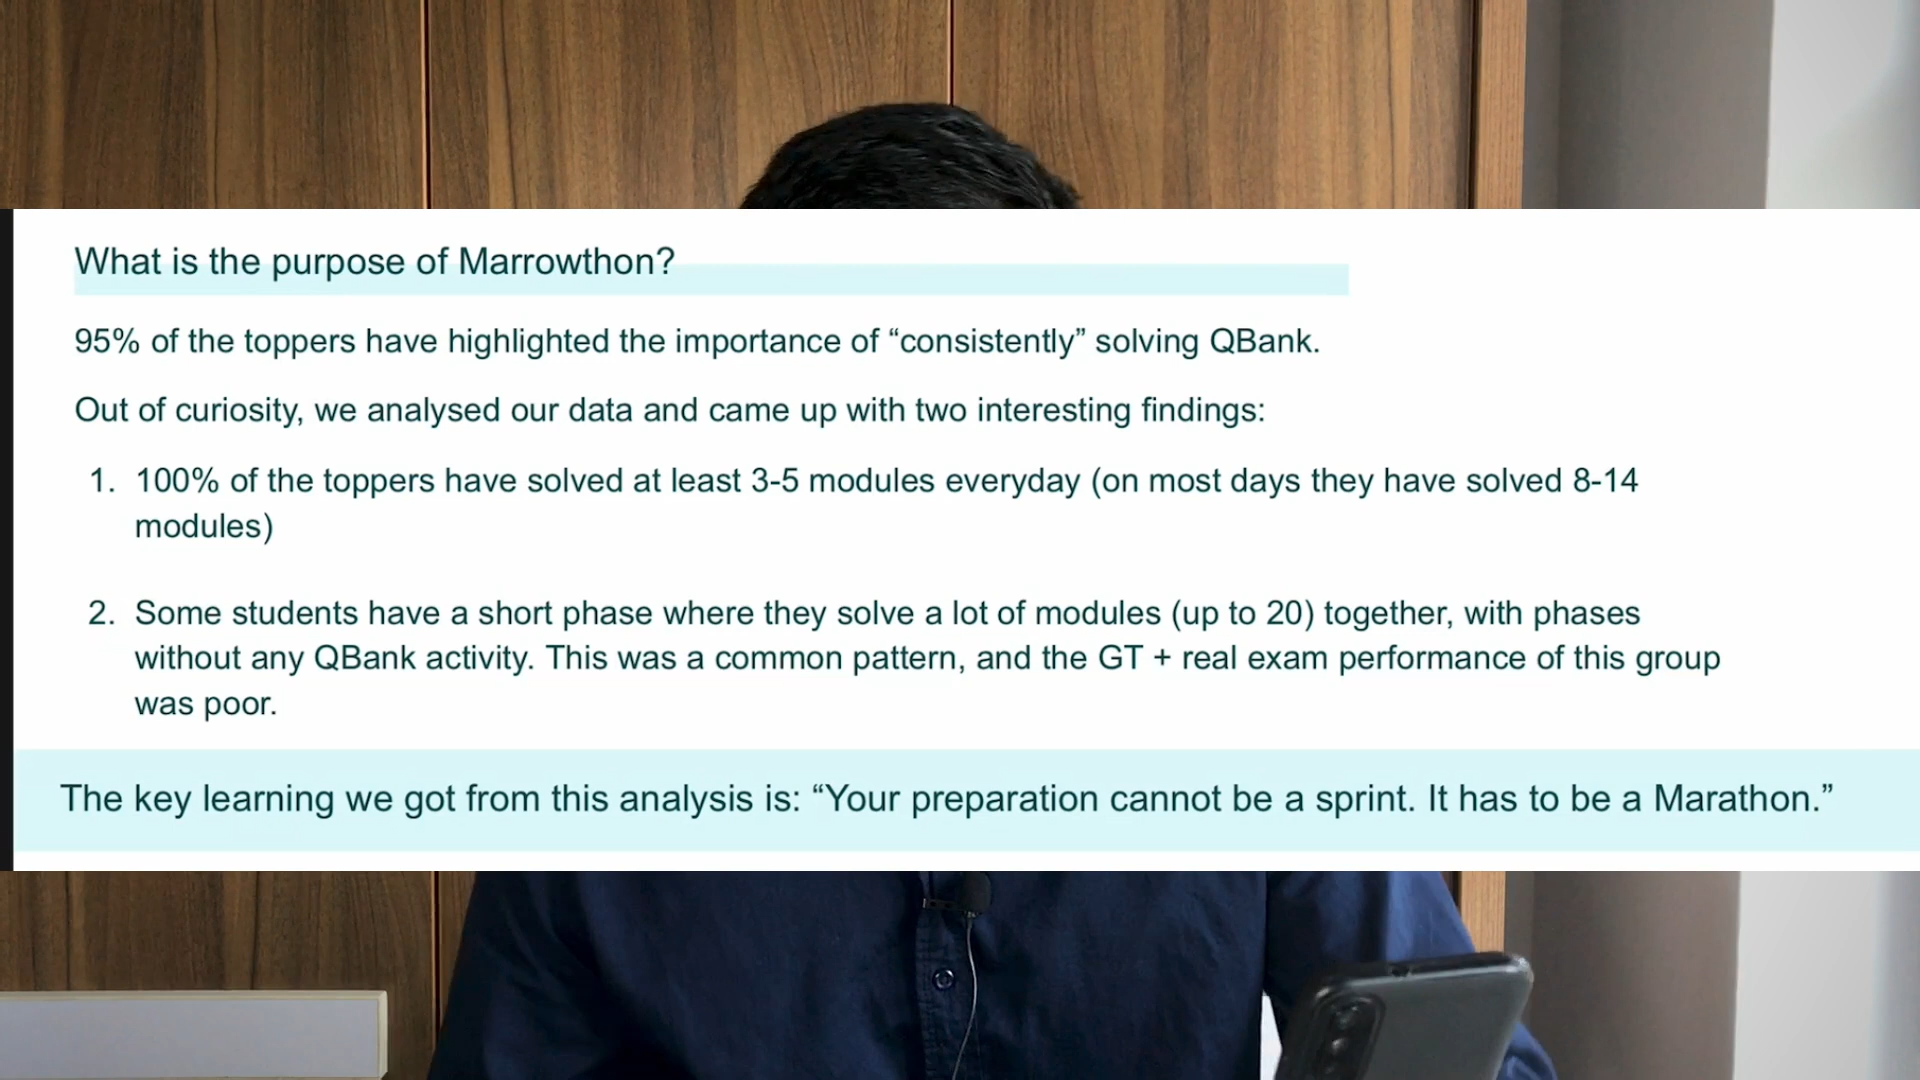 What is the purpose of Marrowthon?
95% of the toppers have highlighted the importance of “consistently” solving QBank.
Out of curiosity, we analysed our data and came up with two interesting findings:
1. 100% of the toppers have solved at least 3-5 modules everyday (on most days they have solved 8-14
modules)
2. Some students have a short phase where they solve a lot of modules (up to 20) together, with phases
without any QBank activity. This was a common pattern, and the GT + real exam performance of this group
was poor.
The key learning we got from this analysis is: “Your preparation cannot be a sprint. It has to be a Marathon.”